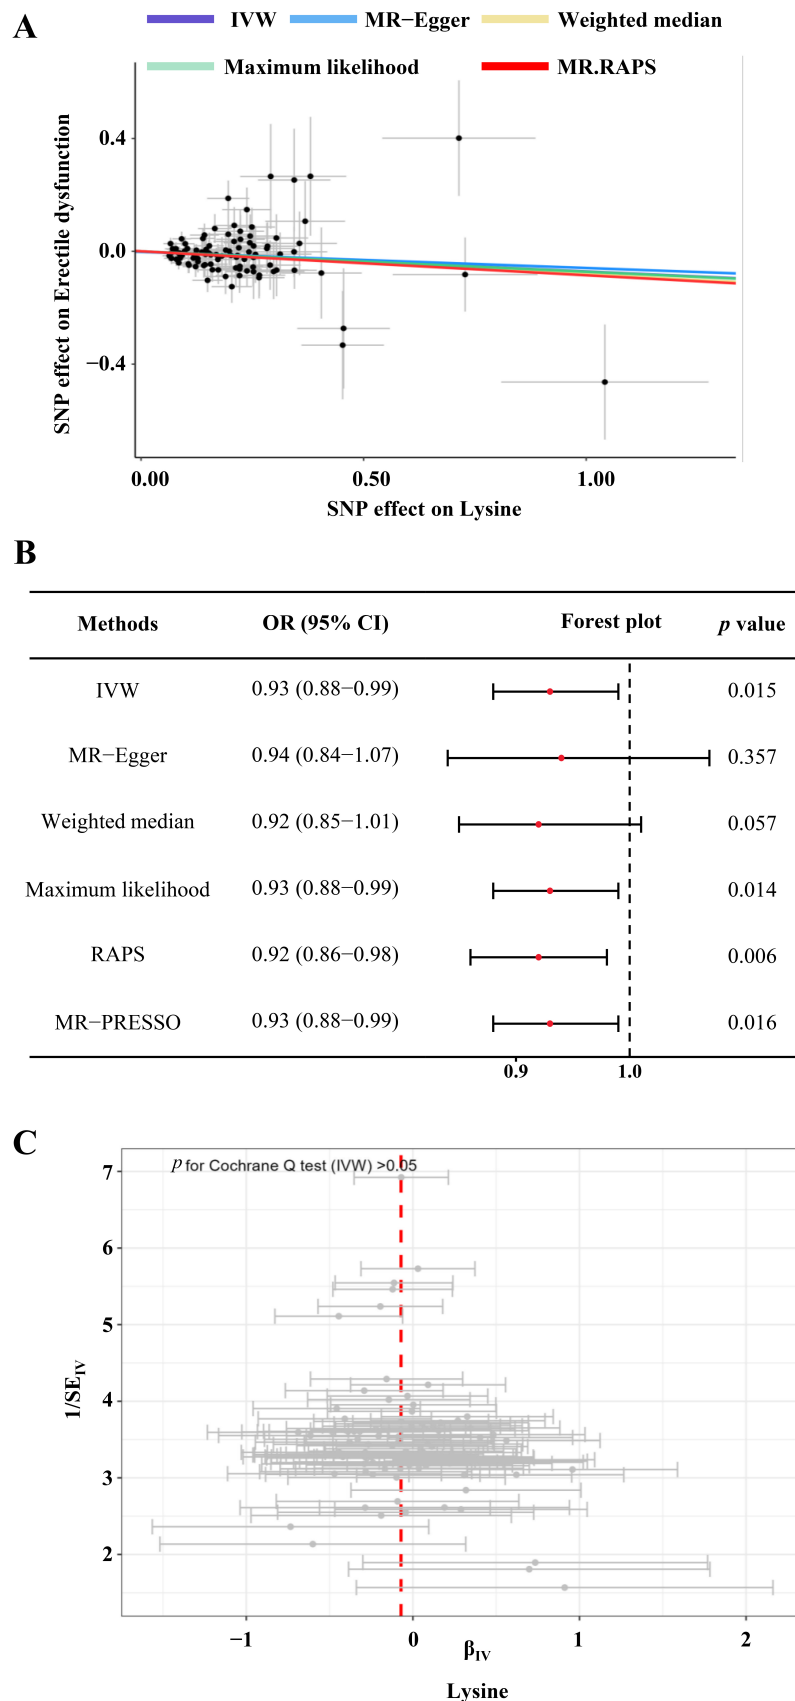 A
IVW MR−Egger Weighted median
Maximum likelihood MR.RAPS
SNP effect on Erectile dysfunction
0.4
0.0
−0.4
0.00 0.50 1.00
SNP effect on Lysine
B
Methods OR (95% CI) Forest plot p value
IVW 0.93 (0.88−0.99) 0.015
MR−Egger 0.94 (0.84−1.07) 0.357
Weighted median 0.92 (0.85−1.01) 0.057
Maximum likelihood 0.93 (0.88−0.99) 0.014
RAPS 0.92 (0.86−0.98) 0.006
MR−PRESSO 0.93 (0.88−0.99) 0.016
0.9 1.0
C
p for Cochrane Q test (IVW) >0.05
1/SE_IV
7
6
5
4
3
2
−1 0 1 2
β_IV
Lysine